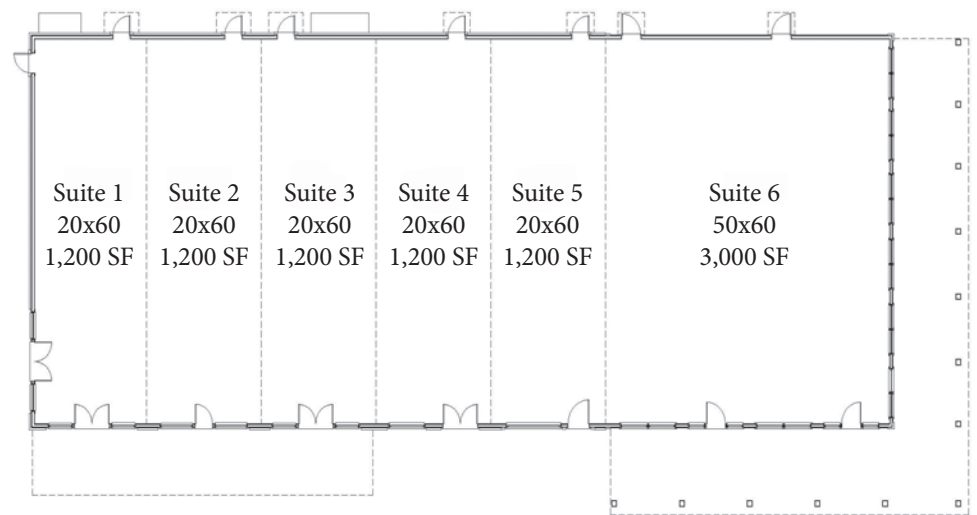 Suite 1
20x60
1,200 SF
Suite 2
20x60
1,200 SF
Suite 3
20x60
1,200 SF
Suite 4
20x60
1,200 SF
Suite 5
20x60
1,200 SF
Suite 6
50x60
3,000 SF